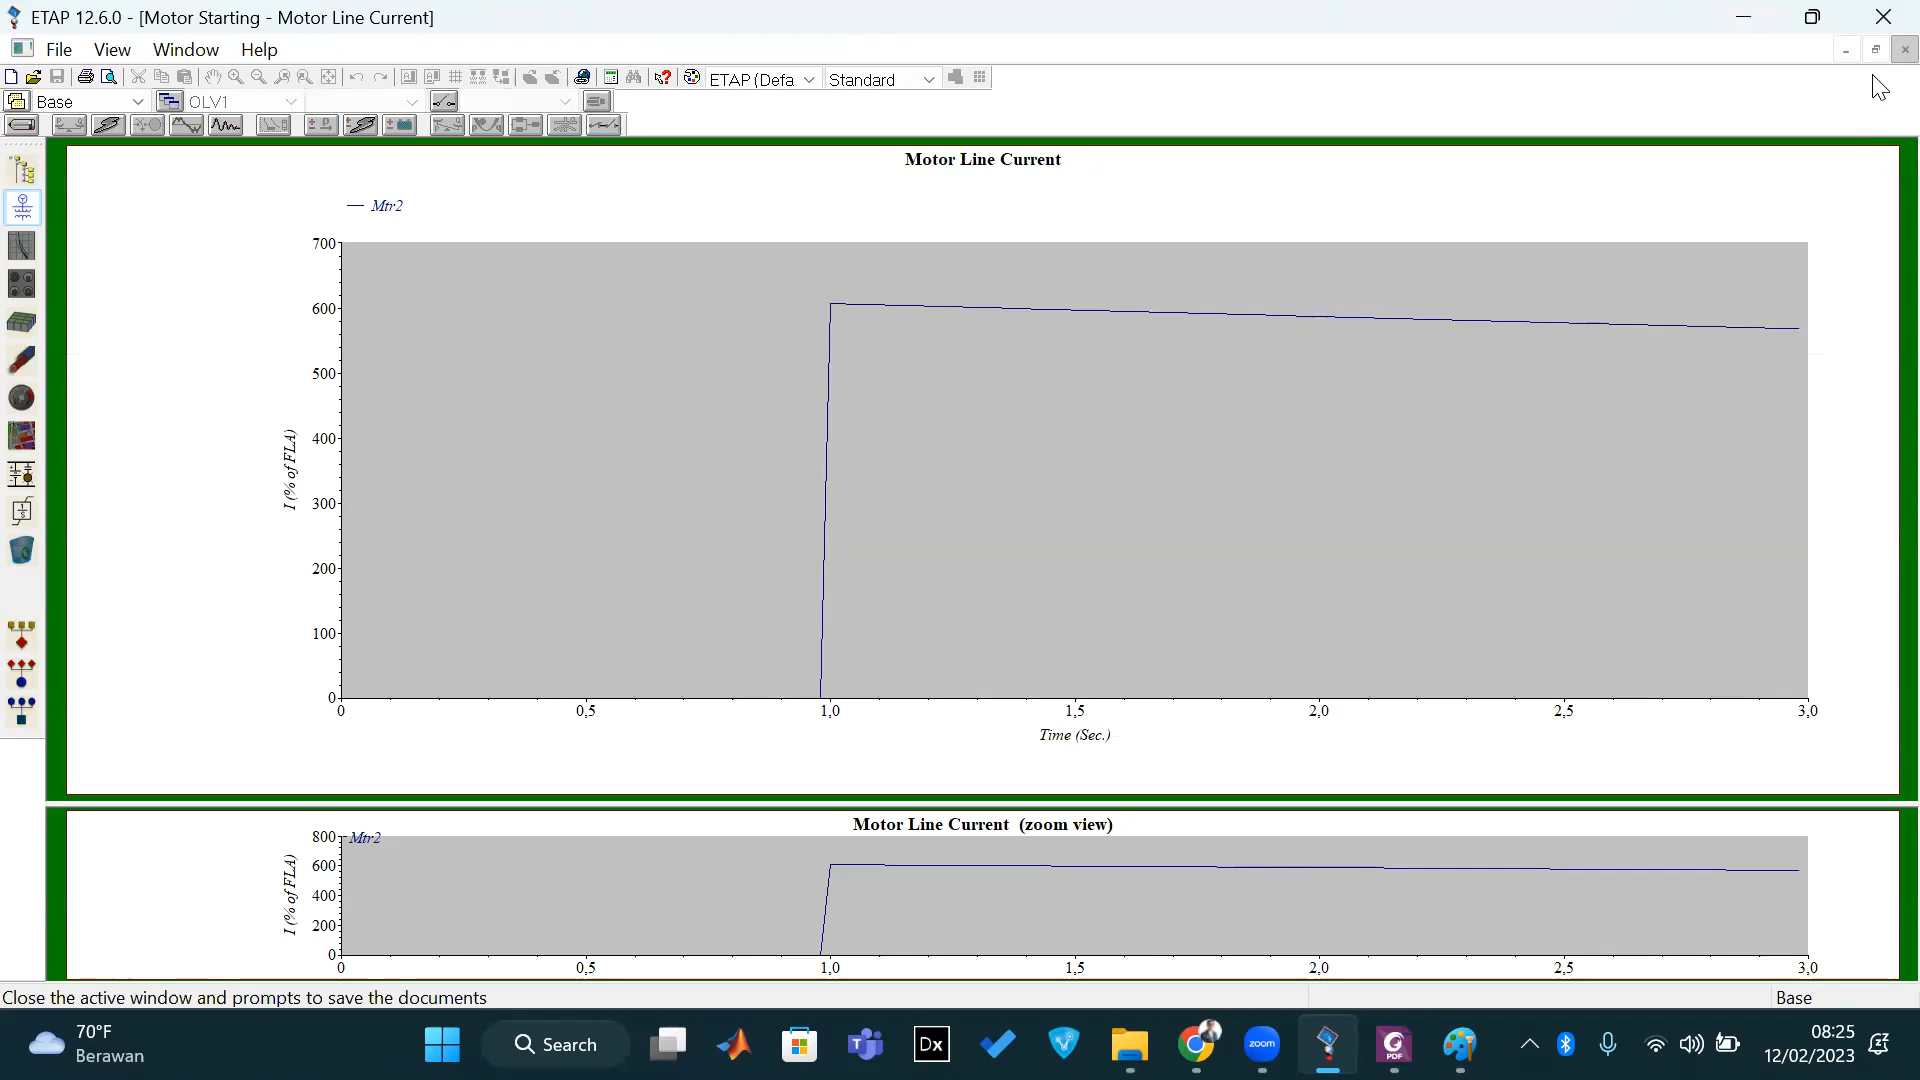 ETAP 12.6.0 - [Motor Starting - Motor Line Current]
File View Window Help
ETAP (Defa Standard
Base OLV1
Motor Line Current
Mtr2
700
600
500
400
300
200
100
0
I (% of FLA)
0 0,5 1,0 1,5 2,0 2,5 3,0
Time (Sec.)
Motor Line Current (zoom view)
Mtr2
800
600
400
200
0
I (% of FLA)
0 0,5 1,0 1,5 2,0 2,5 3,0
Close the active window and prompts to save the documents Base
70°F
Berawan
Search
Dx
zoom
PDF
08:25
12/02/2023